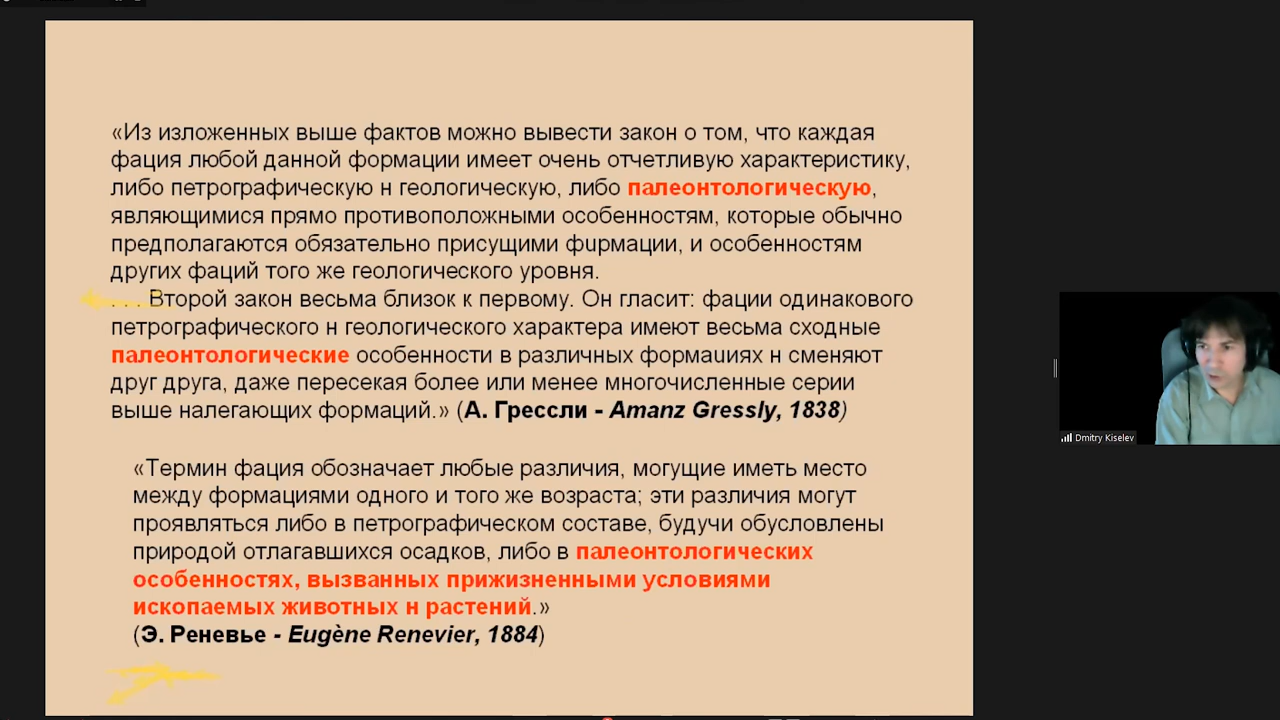 «Из изложенных выше фактов можно вывести закон о том, что каждая
фация любой данной формации имеет очень отчетливую характеристику,
либо петрографическую н геологическую, либо палеонтологическую,
являющимися прямо противоположными особенностям, которые обычно
предполагаются обязательно присущими фuрмации, и особенностям
других фаций того же геологического уровня.
. . . Второй закон весьма близок к первому. Он гласит: фации одинакового
петрографического н геологического характера имеют весьма сходные
палеонтологические особенности в различных формаuиях н сменяют
друг друга, даже пересекая более или менее многочисленные серии
выше налегающих формаций.» (А. Грессли - Amanz Gressly, 1838)
«Термин фация обозначает любые различия, могущие иметь место
между формациями одного и того же возраста; эти различия могут
проявляться либо в петрографическом составе, будучи обусловлены
природой отлагавшихся осадков, либо в палеонтологических
особенностях, вызванных прижизненными условиями
ископаемых животных н растений.»
(Э. Реневье - Eugène Renevier, 1884)
Dmitry Kiselev